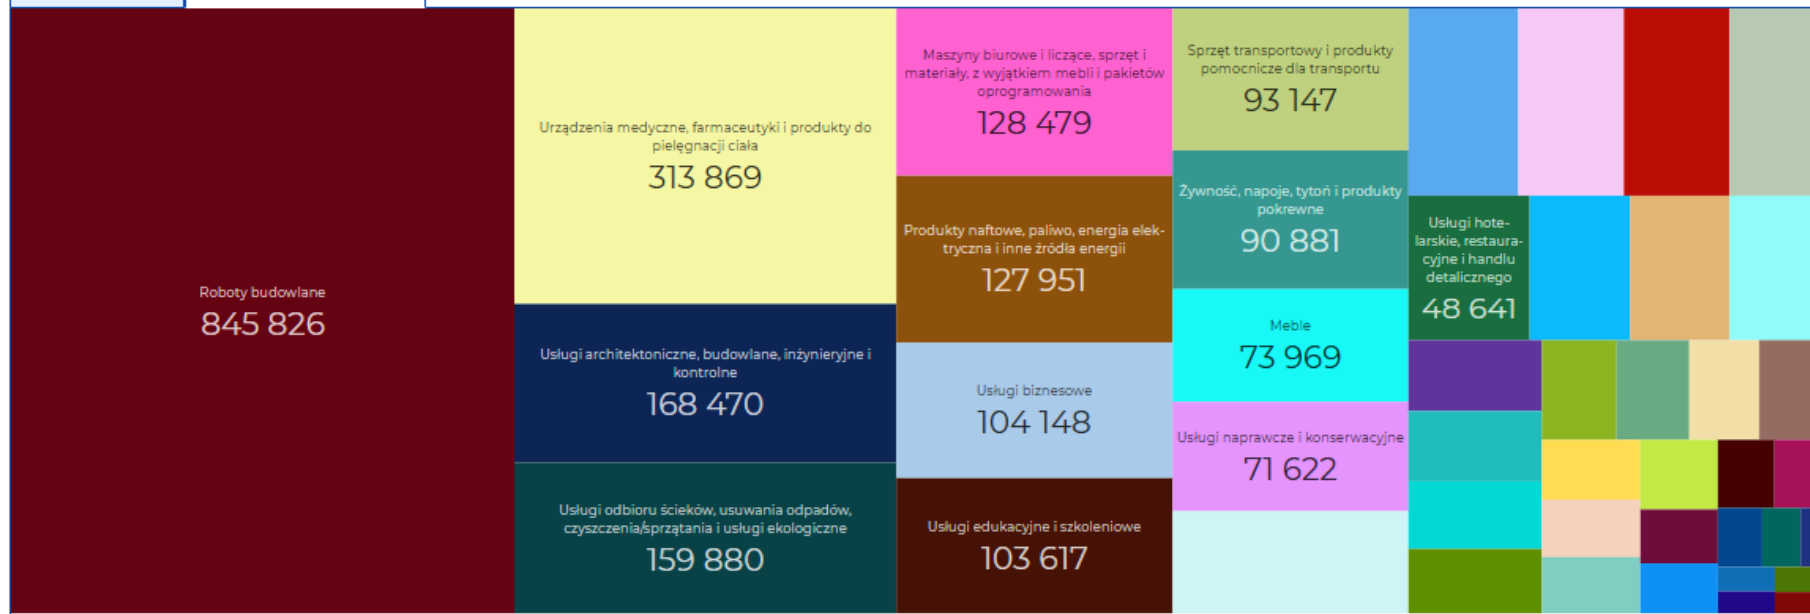 Roboty budowlane
845 826
Urządzenia medyczne, farmaceutyki i produkty do
pielęgnacji ciała
313 869
Usługi architektoniczne, budowlane, inżynieryjne i
kontrolne
168 470
Usługi odbioru ścieków, usuwania odpadów,
czyszczenia/sprzątania i usługi ekologiczne
159 880
Maszyny biurowe i liczące, sprzęt i
materiały, z wyjątkiem mebli i pakietów
oprogramowania
128 479
Produkty naftowe, paliwo, energia elek-
tryczna i inne źródła energii
127 951
Usługi biznesowe
104 148
Usługi edukacyjne i szkoleniowe
103 617
Sprzęt transportowy i produkty
pomocnicze dla transportu
93 147
Żywność, napoje, tytoń i produkty
pokrewne
90 881
Meble
73 969
Usługi naprawcze i konserwacyjne
71 622
Usługi hote-
larskie, restaura-
cyjne i handlu
detalicznego
48 641